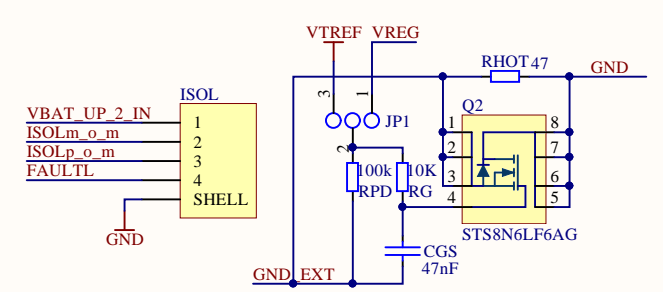 VTREF VREG
RHOT 47
GND
ISOL
VBAT_UP_2_IN 1
ISOLm_o_m 2
ISOLp_o_m 3
FAULTL 4
SHELL
GND
3 1
JP1
2
100k
RPD
10K
RG
Q2
1 8
2 7
3 6
4 5
STS8N6LF6AG
CGS
47nF
GND_EXT